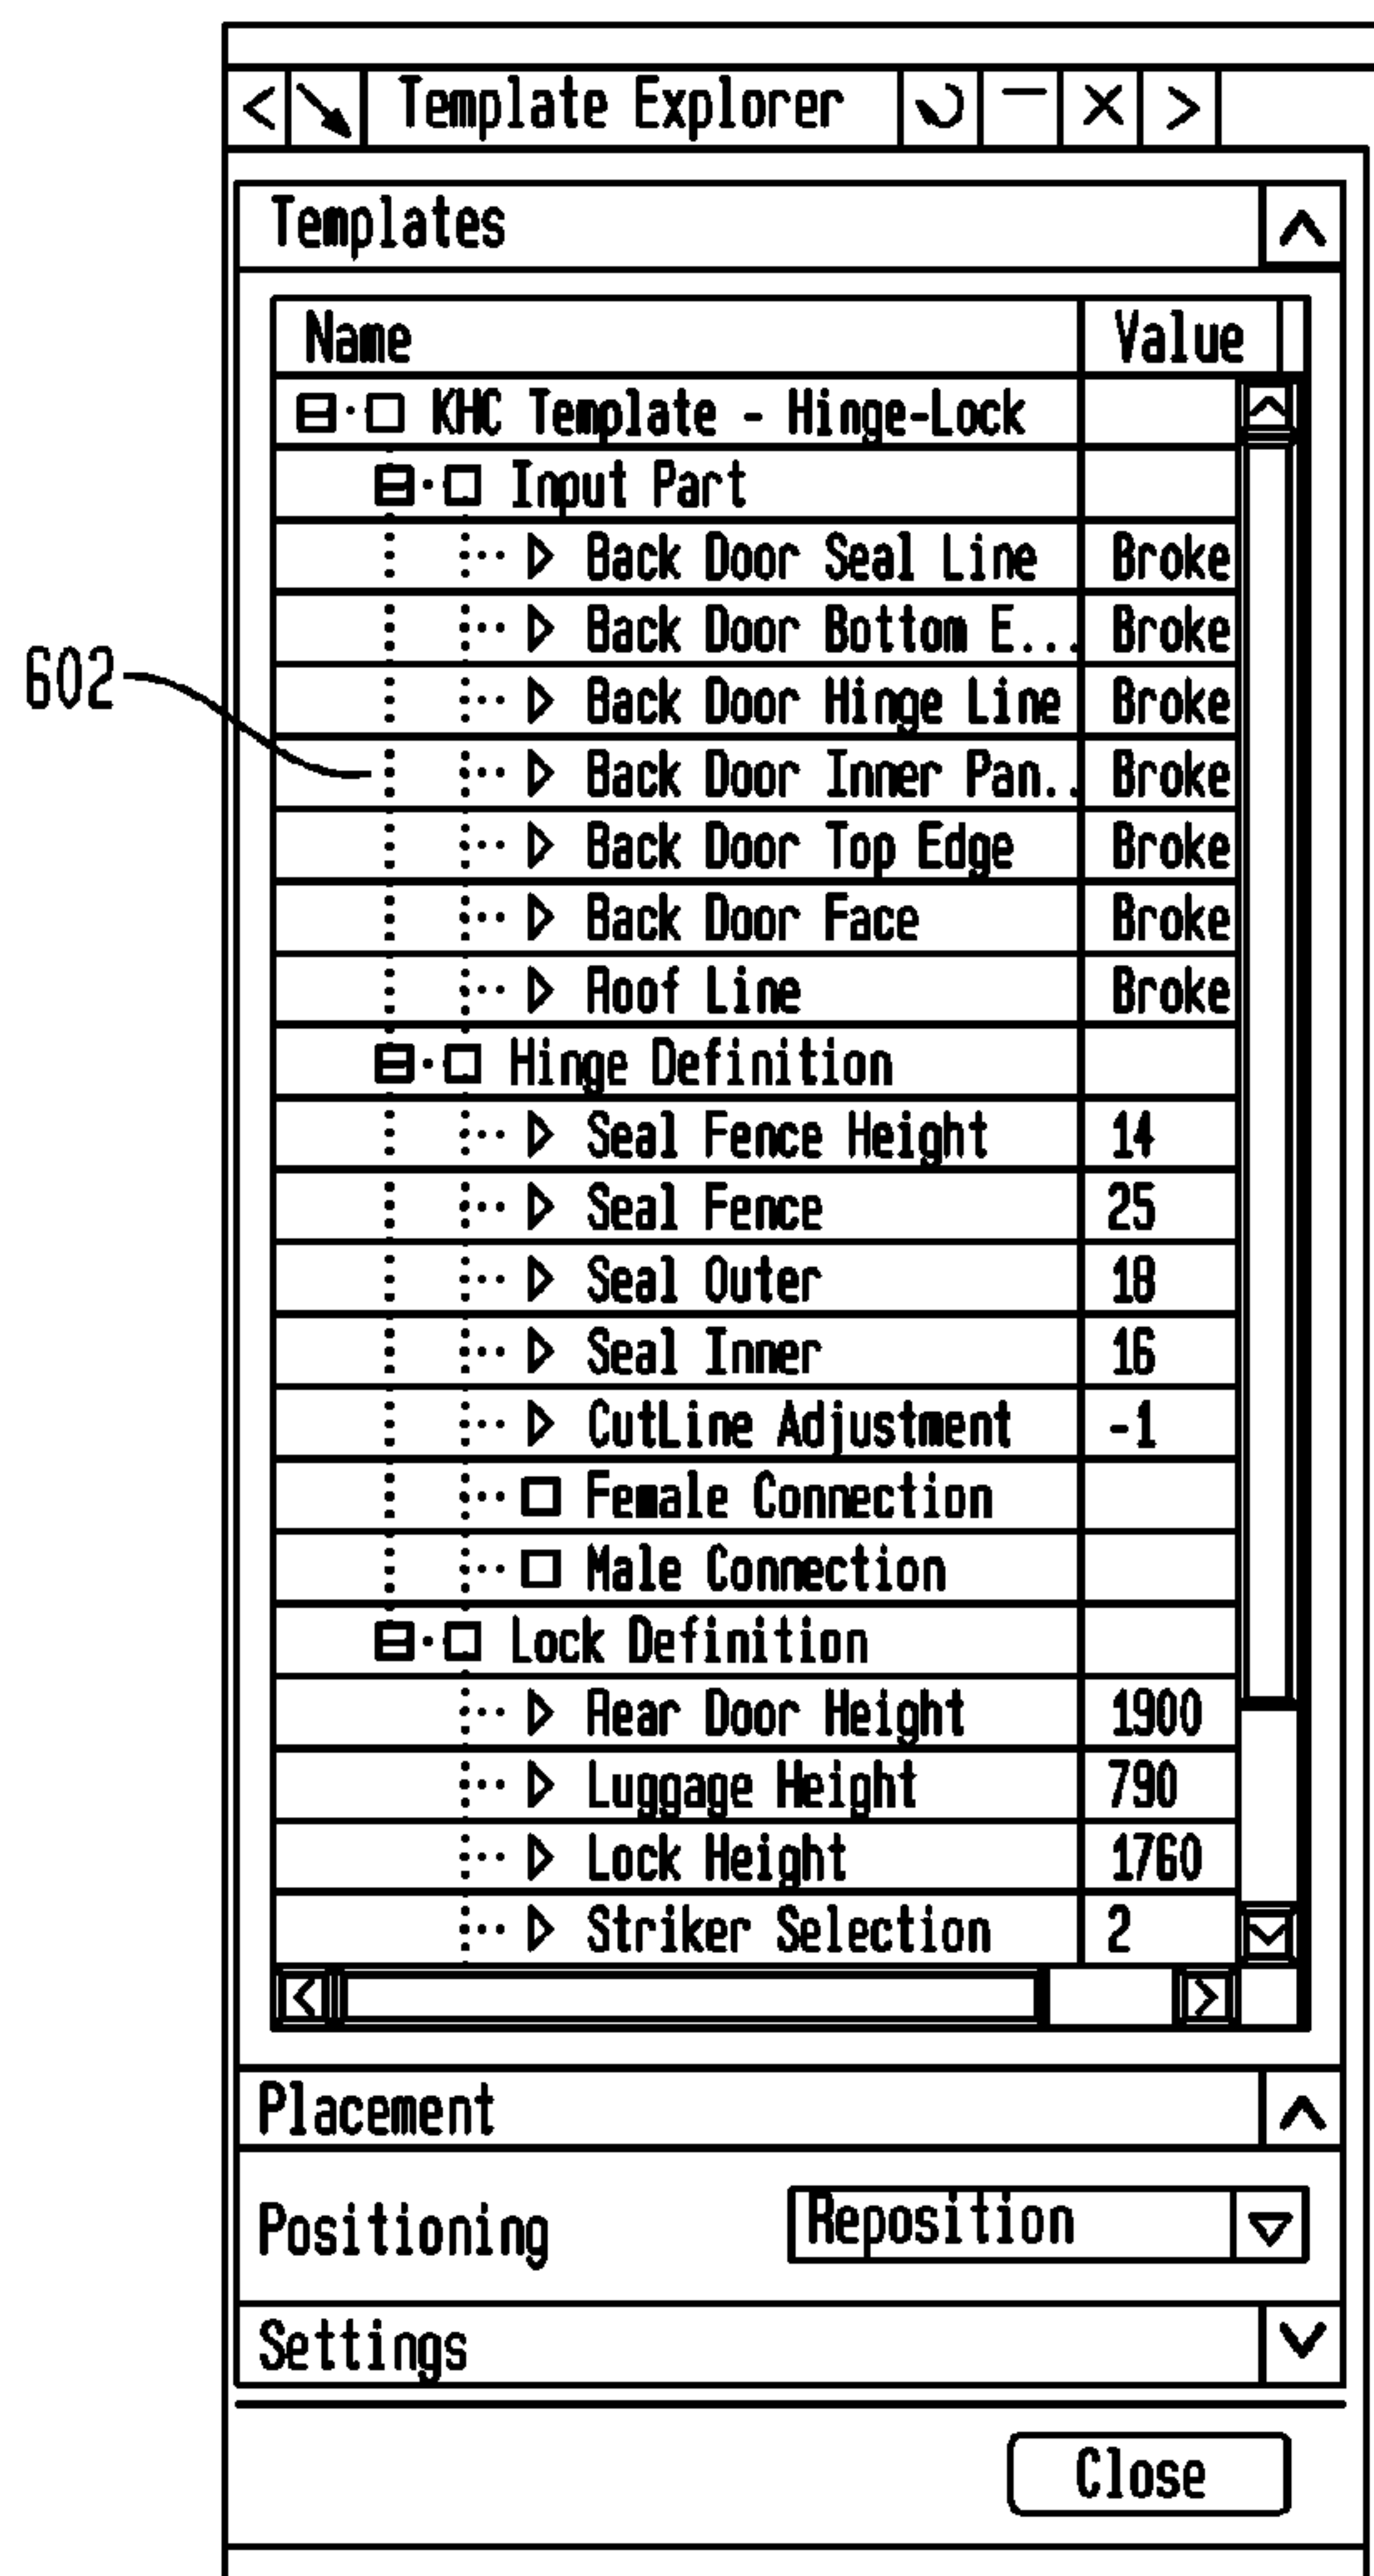 Template Explorer
Templates
Name Value
KHC Template - Hinge-Lock
Input Part
Back Door Seal Line Broke
Back Door Bottom E... Broke
Back Door Hinge Line Broke
602
Back Door Inner Pan.. Broke
Back Door Top Edge Broke
Back Door Face Broke
Roof Line Broke
Hinge Definition
Seal Fence Height 14
Seal Fence 25
Seal Outer 18
Seal Inner 16
CutLine Adjustment -1
Female Connection
Male Connection
Lock Definition
Rear Door Height 1900
Luggage Height 790
Lock Height 1760
Striker Selection 2
Placement
Positioning Reposition
Settings
Close